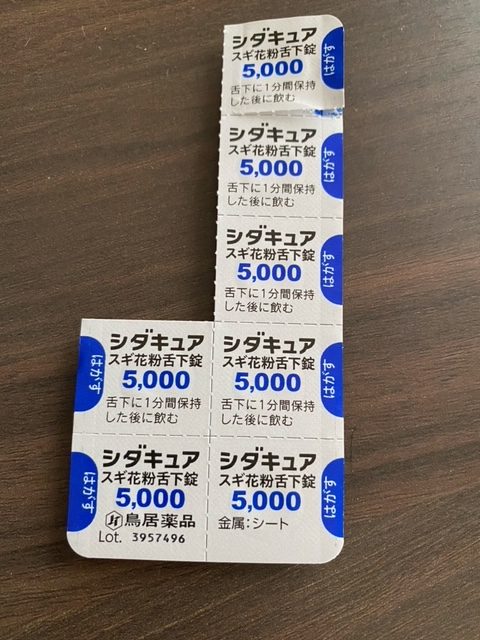 シダキュア
スギ花粉舌下錠
5,000
舌下に1分間保持
した後に飲む
はがす
シダキュア
スギ花粉舌下錠
5,000
舌下に1分間保持
した後に飲む
はがす
シダキュア
スギ花粉舌下錠
5,000
舌下に1分間保持
した後に飲む
はがす
はがす
シダキュア
スギ花粉舌下錠
5,000
舌下に1分間保持
した後に飲む
シダキュア
スギ花粉舌下錠
5,000
舌下に1分間保持
した後に飲む
はがす
はがす
シダキュア
スギ花粉舌下錠
5,000
鳥居薬品
Lot. 3957496
シダキュア
スギ花粉舌下錠
5,000
金属:シート
はがす